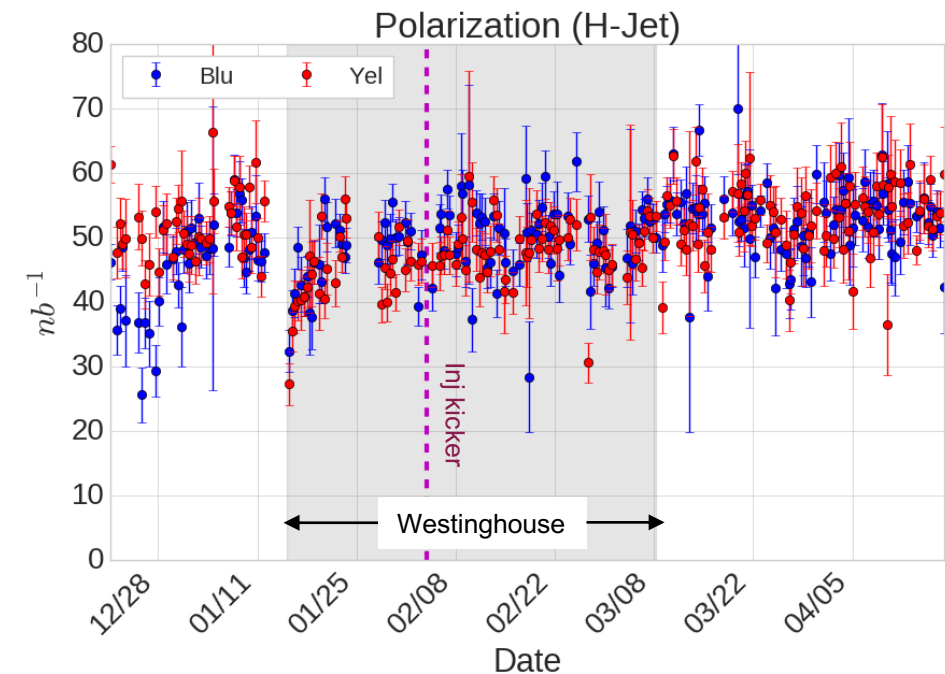 Polarization (H-Jet)
Blu Yel
80
70
60
50
40
30
20
10
0
nb⁻¹
Inj kicker
Westinghouse
12/28 01/11 01/25 02/08 02/22 03/08 03/22 04/05
Date